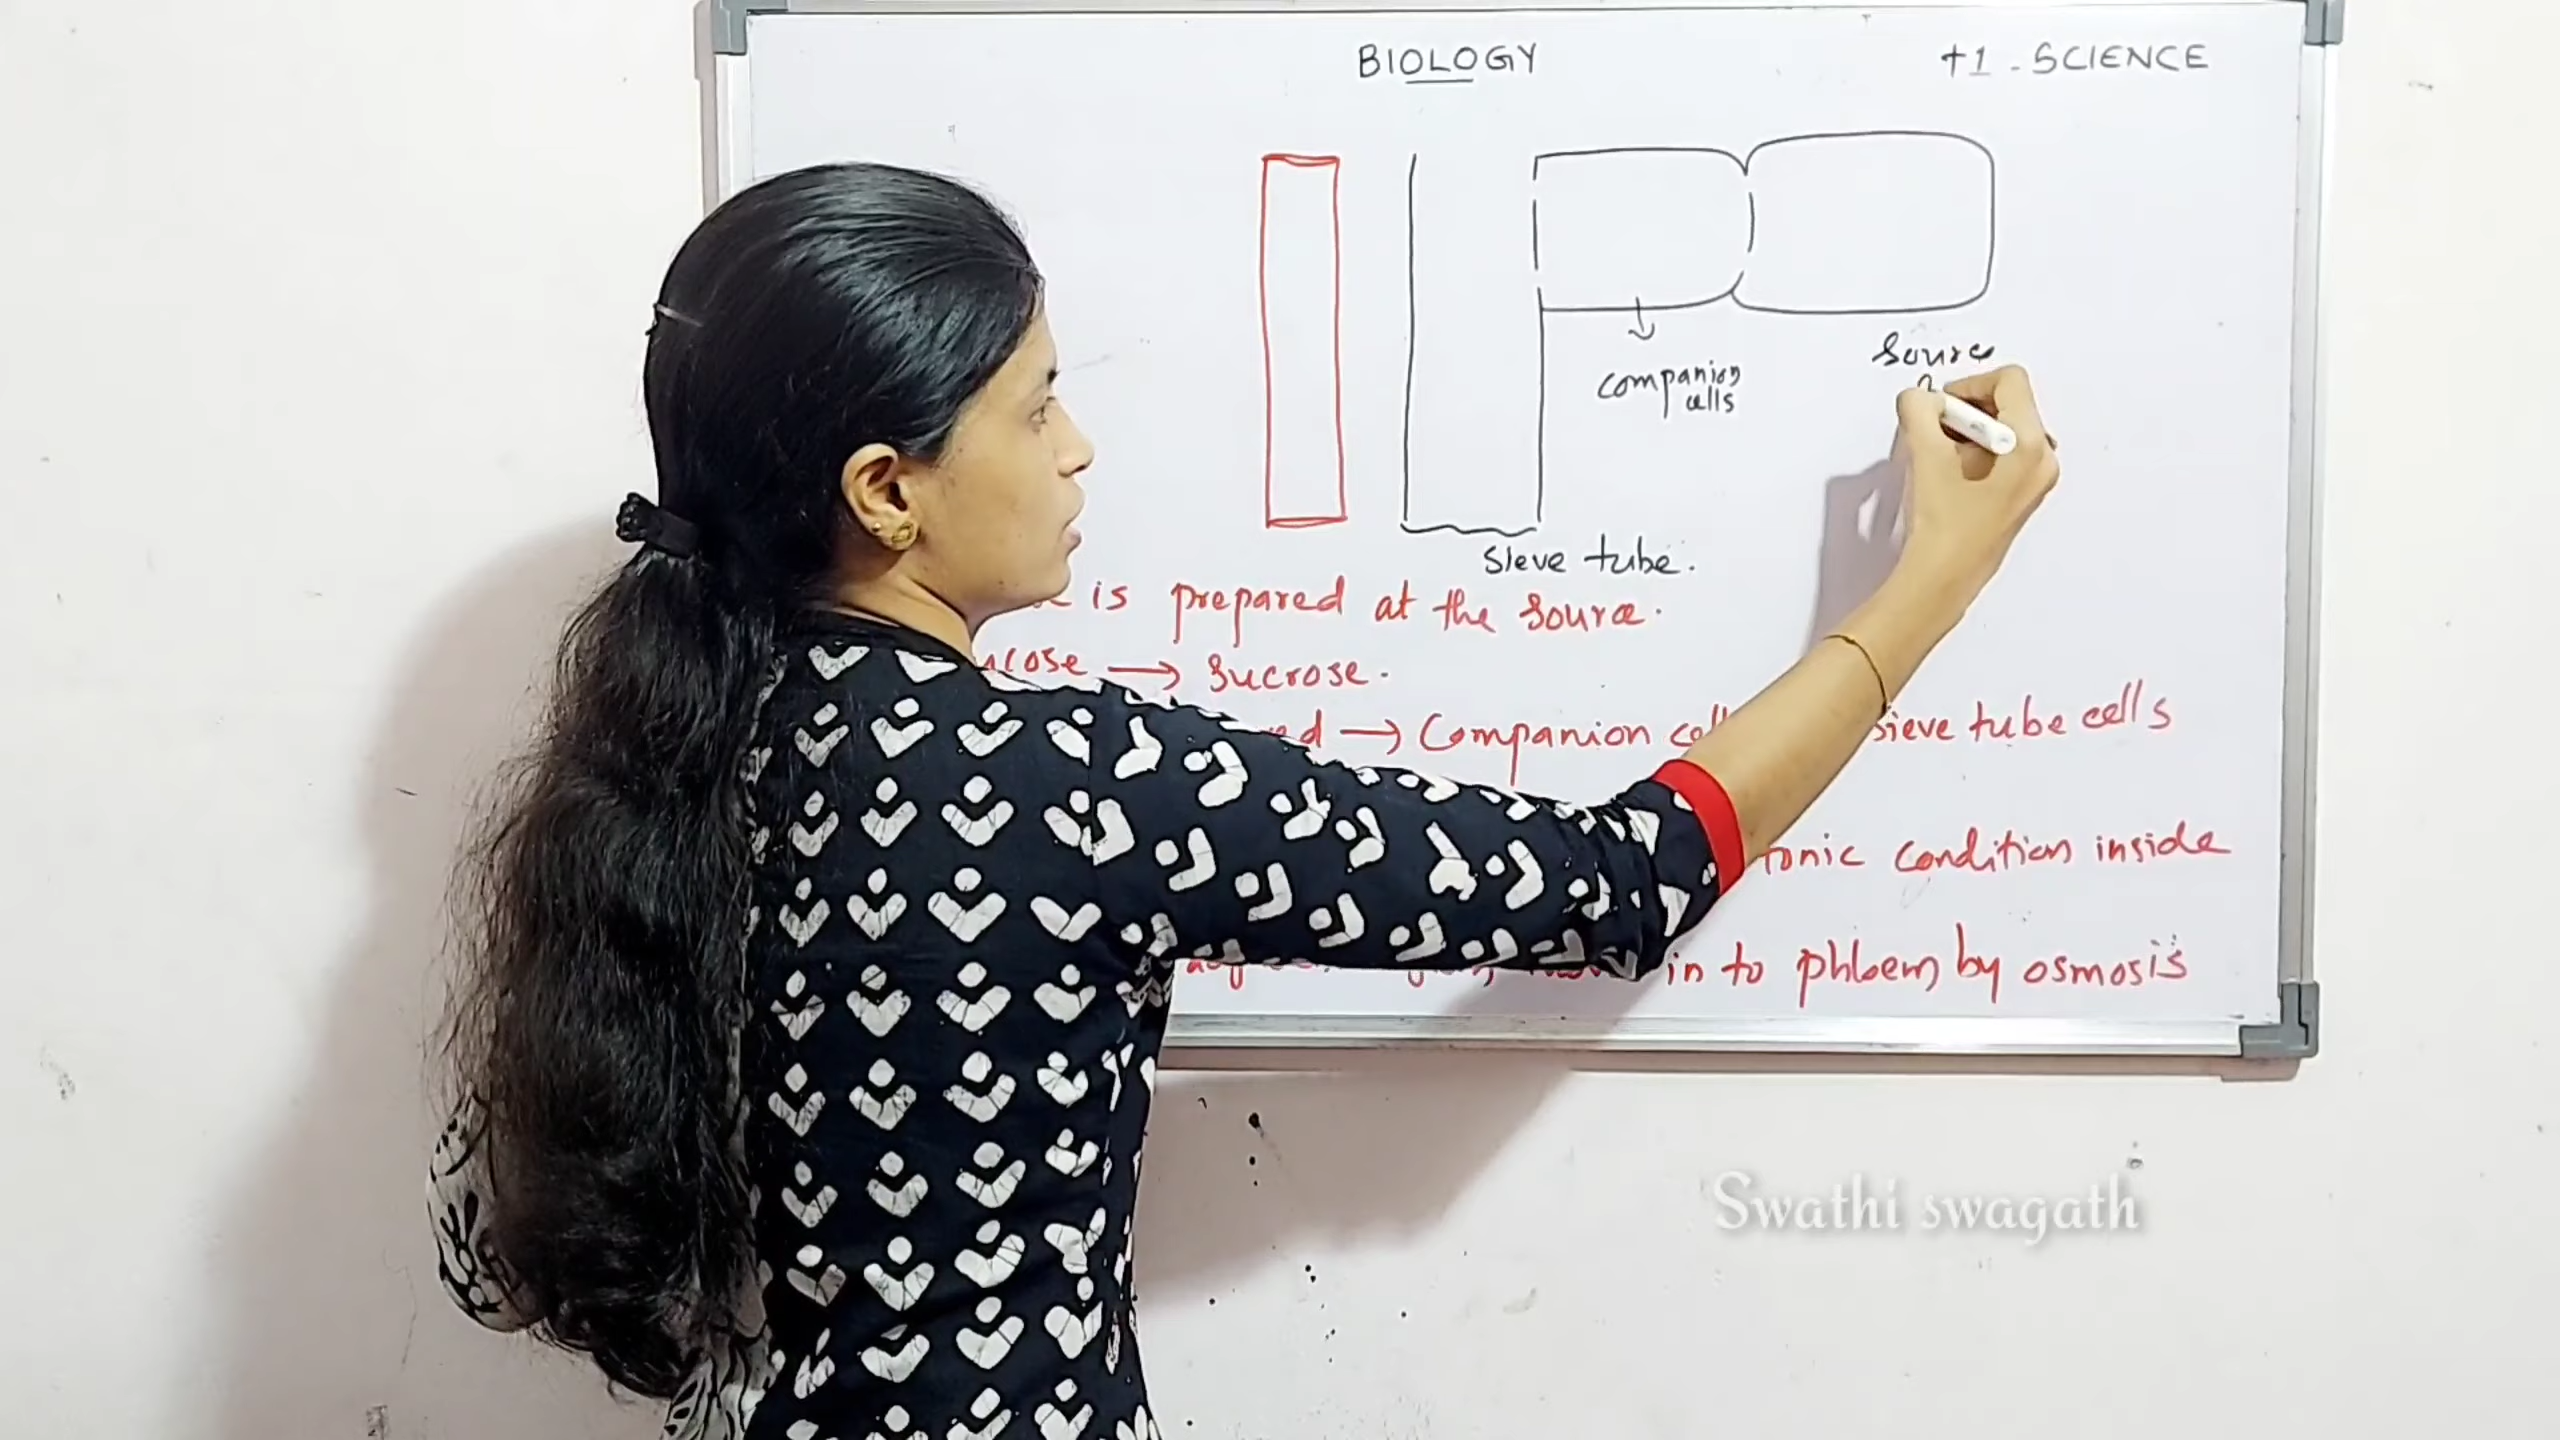 BIOLOGY
+1 - SCIENCE
companion
cells
Source
sieve tube.
is prepared at the source.
→ Sucrose.
→ Companion sieve tube cells
condition inside
in to phloem by osmosis
Swathi swagath